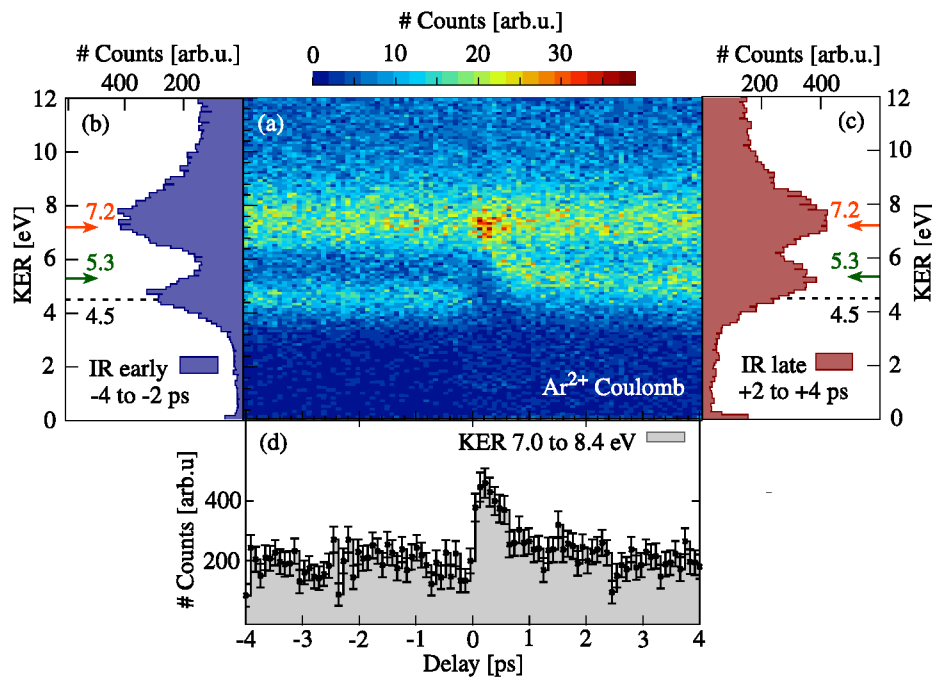 # Counts [arb.u.]
# Counts [arb.u.]
# Counts [arb.u.]
400 200
0 10 20 30
200 400
12 10 8 6 4 2 0
KER [eV]
(b)
7.2
5.3
4.5
IR early
-4 to -2 ps
(a)
Ar²⁺ Coulomb
(c)
7.2
5.3
4.5
IR late
+2 to +4 ps
12 10 8 6 4 2 0
KER [eV]
(d)
KER 7.0 to 8.4 eV
# Counts [arb.u]
400
200
-4 -3 -2 -1 0 1 2 3 4
Delay [ps]